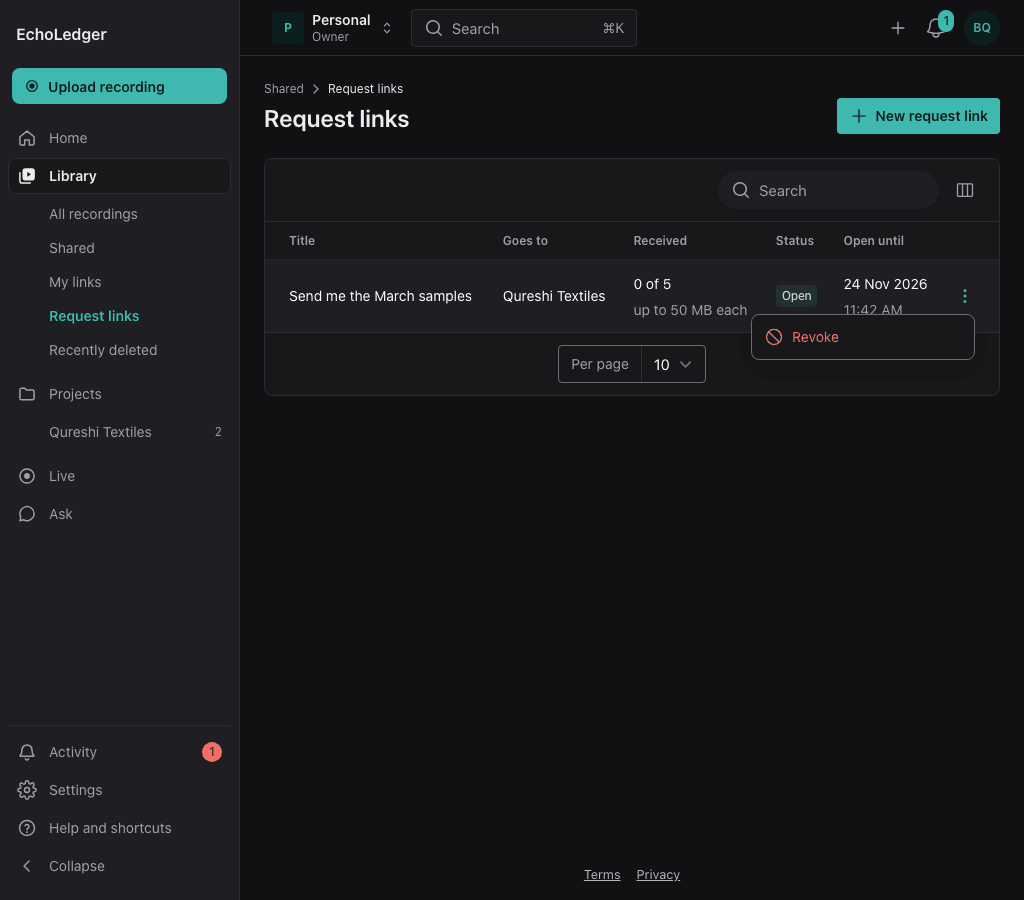 EchoLedger
Upload recording
Home
Library
All recordings
Shared
My links
Request links
Recently deleted
Projects
Qureshi Textiles 2
Live
Ask
Activity 1
Settings
Help and shortcuts
Collapse
P Personal
Owner
Search ⌘K
1
BQ
Shared Request links
Request links
New request link
Search
Title Goes to Received Status Open until
Send me the March samples Qureshi Textiles 0 of 5 Open 24 Nov 2026
up to 50 MB each 11:42 AM
Revoke
Per page 10
Terms Privacy